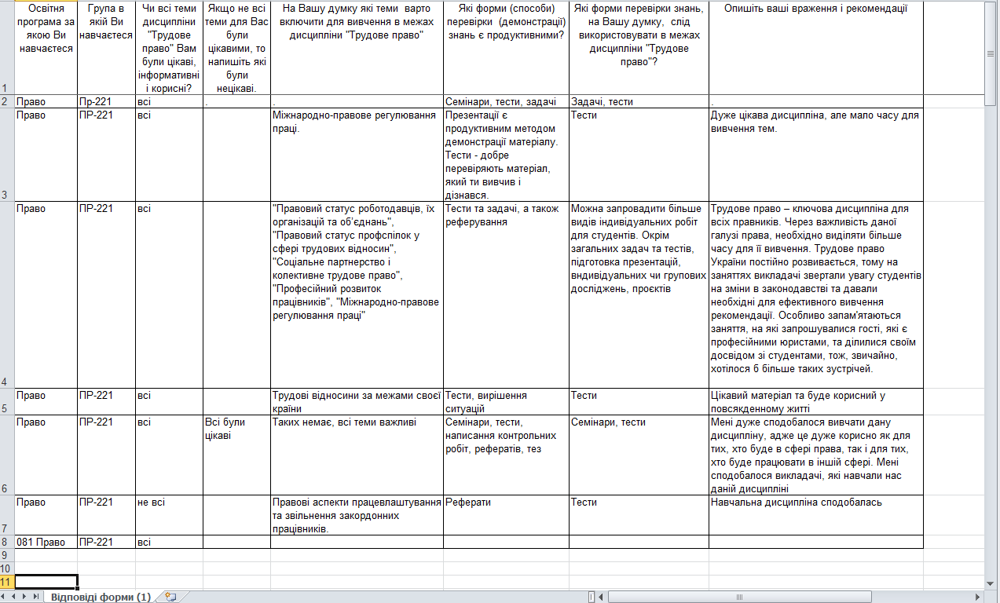 Освітня програма за якою Ви навчаєтеся
Група в якій Ви навчаєтеся
Чи всі теми дисципліни "Трудове право" Вам були цікаві, інформативні і корисні?
Якщо не всі теми для Вас були цікавими, то напишіть які були нецікаві.
На Вашу думку які теми варто включити для вивчення в межах дисципліни "Трудове право"
Які форми (способи) перевірки (демонстрації) знань є продуктивними?
Які форми перевірки знань, на Вашу думку, слід використовувати в межах дисципліни "Трудове право"?
Опишіть ваші враження і рекомендації
1
2
Право
Пр-221
всі
.
.
Семінари, тести, задачі
Задачі, тести
.
3
Право
ПР-221
всі
Міжнародно-правове регулювання
праці.
Презентації є
продуктивним методом
демонстрації матеріалу.
Тести - добре
перевіряють матеріал,
який ти вивчив і
дізнався.
Тести
Дуже цікава дисципліна, але мало часу для
вивчення тем.
4
Право
ПР-221
всі
"Правовий статус роботодавців, їх
організацій та об'єднань",
"Правовий статус профспілок у
сфері трудових відносин",
"Соціальне партнерство і
колективне трудове право",
"Професійний розвиток
працівників", "Міжнародно-правове
регулювання праці"
Тести та задачі, а також
реферування
Можна запровадити більше
видів індивідуальних робіт
для студентів. Окрім
загальних задач та тестів,
підготовка презентацій,
вндивідуальних чи групових
досліджень, проєктів
Трудове право – ключова дисципліна для
всіх правників. Через важливість даної
галузі права, необхідно виділяти більше
часу для її вивчення. Трудове право
України постійно розвивається, тому на
заняттях викладачі звертали увагу студентів
на зміни в законодавстві та давали
необхідні для ефективного вивчення
рекомендації. Особливо запам'ятаються
заняття, на які запрошувалися гості, які є
професійними юристами, та ділилися своїм
досвідом зі студентами, тож, звичайно,
хотілося б більше таких зустрічей.
5
Право
ПР-221
всі
Трудові відносини за межами своєї
країни
Тести, вирішення
ситуацій
Тести
Цікавий матеріал та буде корисний у
повсякденному житті
6
Право
ПР-221
всі
Всі були
цікаві
Таких немає, всі теми важливі
Семінари, тести,
написання контрольних
робіт, рефератів, тез
Семінари, тести
Мені дуже сподобалося вивчати дану
дисципліну, адже це дуже корисно як для
тих, хто буде в сфері права, так і для тих,
хто буде працювати в іншій сфері. Мені
сподобалося викладачі, які навчали нас
даній дисципліні
7
Право
ПР-221
не всі
Правові аспекти працевлаштування
та звільнення закордонних
працівників.
Реферати
Тести
Навчальна дисципліна сподобалась
8
081 Право
ПР-221
всі
9
10
11
Відповіді форми (1)